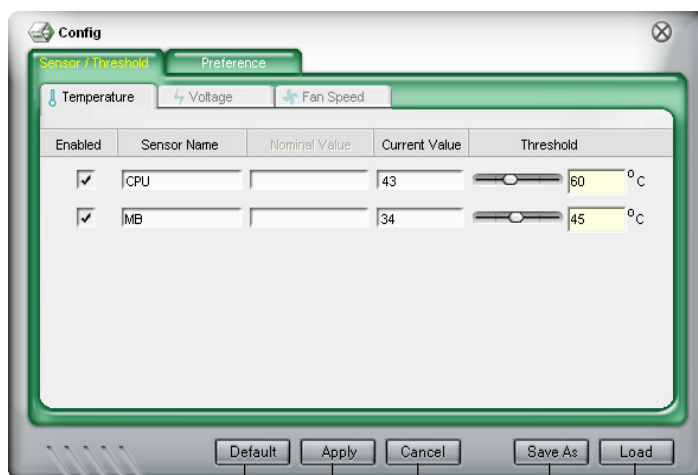 Config
Sensor / Threshold Preference
Temperature Voltage Fan Speed
Enabled Sensor Name Nominal Value Current Value Threshold
CPU 43 60 °C
MB 34 45 °C
Default Apply Cancel Save As Load